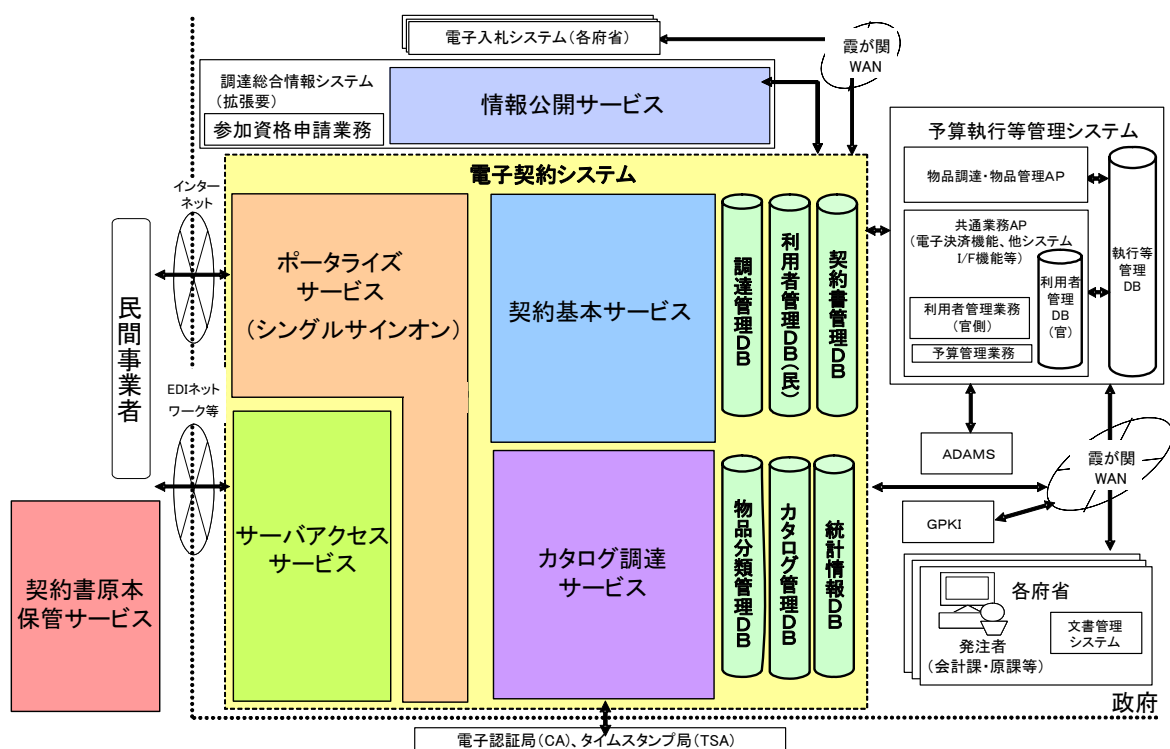 電子入札システム(各府省)
霞が関
WAN
調達総合情報システム
(拡張要)
参加資格申請業務
情報公開サービス
電子契約システム
インター
ネット
民間事業者
EDIネット
ワーク等
ポータライズ
サービス
(シングルサインオン)
サーバアクセス
サービス
契約基本サービス
カタログ調達
サービス
調達管理DB
利用者管理DB(民)
契約書管理DB
物品分類管理DB
カタログ管理DB
統計情報DB
予算執行等管理システム
物品調達・物品管理AP
共通業務AP
(電子決済機能、他システム
I/F機能等)
利用者管理業務
(官側)
予算管理業務
利用者
管理
DB
(官)
執行等
管理
DB
ADAMS
霞が関
WAN
GPKI
各府省
発注者
(会計課・原課等)
文書管理
システム
契約書原本
保管サービス
政府
電子認証局(CA)、タイムスタンプ局(TSA)